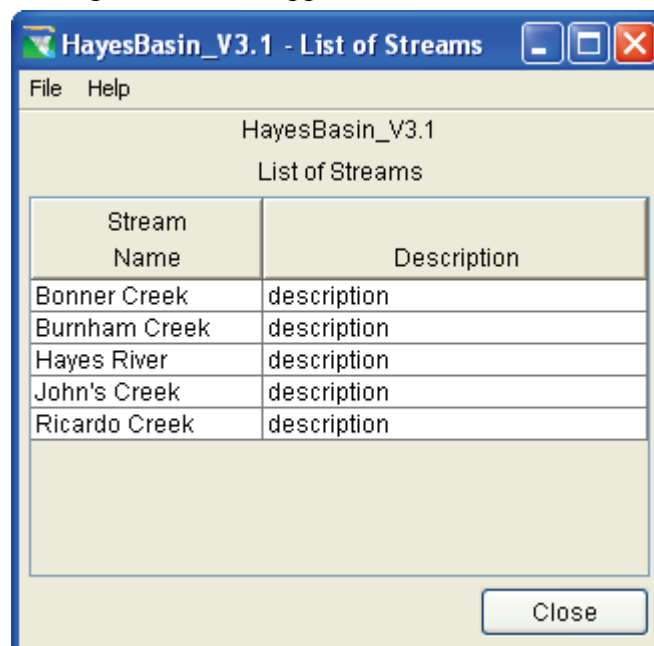 HayesBasin_V3.1 - List of Streams
File Help
HayesBasin_V3.1
List of Streams
Stream Name Description
Bonner Creek description
Burnham Creek description
Hayes River description
John's Creek description
Ricardo Creek description
Close